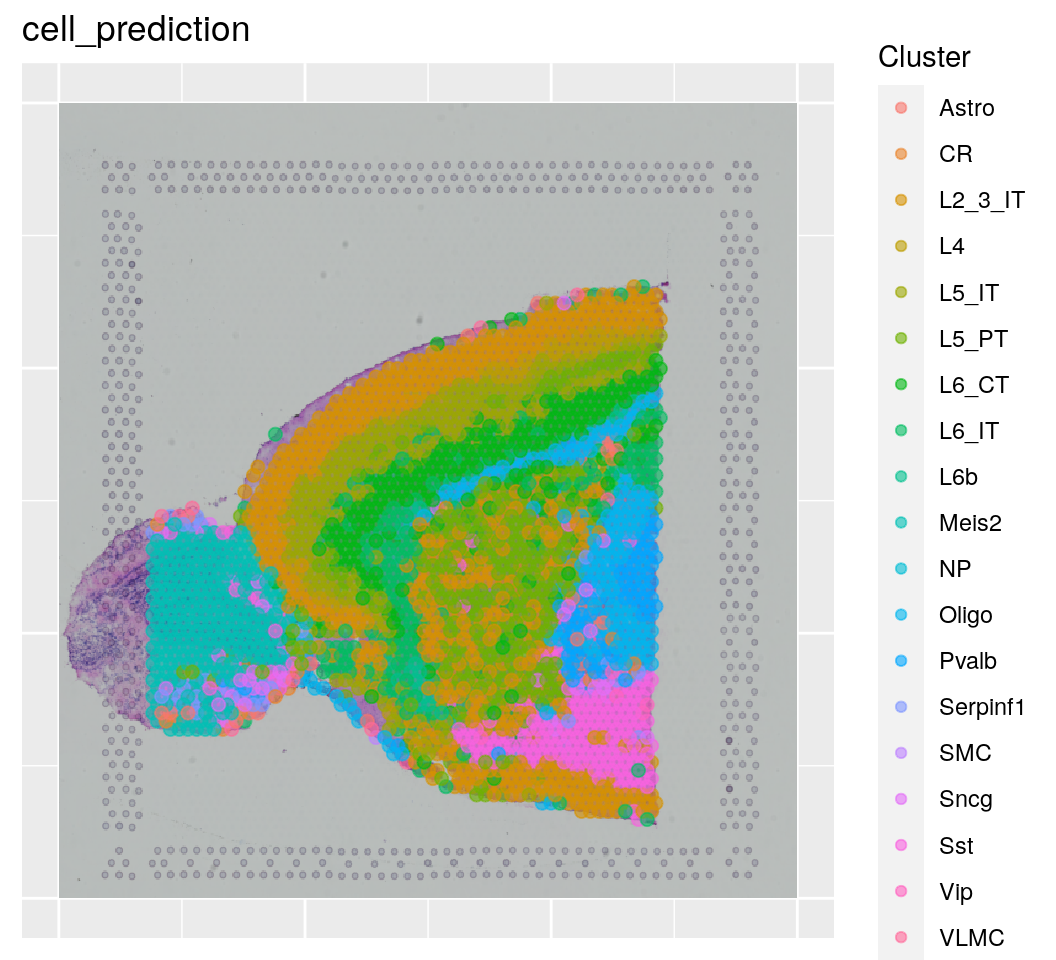 cell_prediction
Cluster
Astro
CR
L2_3_IT
L4
L5_IT
L5_PT
L6_CT
L6_IT
L6b
Meis2
NP
Oligo
Pvalb
Serpinf1
SMC
Sncg
Sst
Vip
VLMC